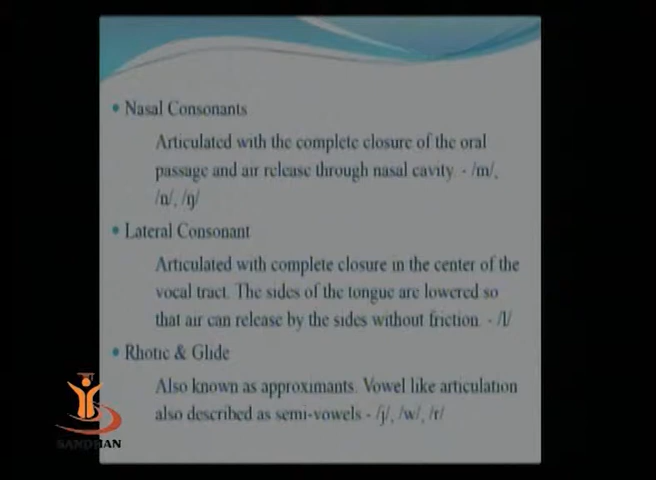 • Nasal Consonants
Articulated with the complete closure of the oral
passage and air release through nasal cavity. - /m/,
/n/, /ŋ/
• Lateral Consonant
Articulated with complete closure in the center of the
vocal tract. The sides of the tongue are lowered so
that air can release by the sides without friction. - /l/
• Rhotic & Glide
Also known as approximants. Vowel like articulation
also described as semi-vowels - /j/, /w/, /r/
SANDHAN